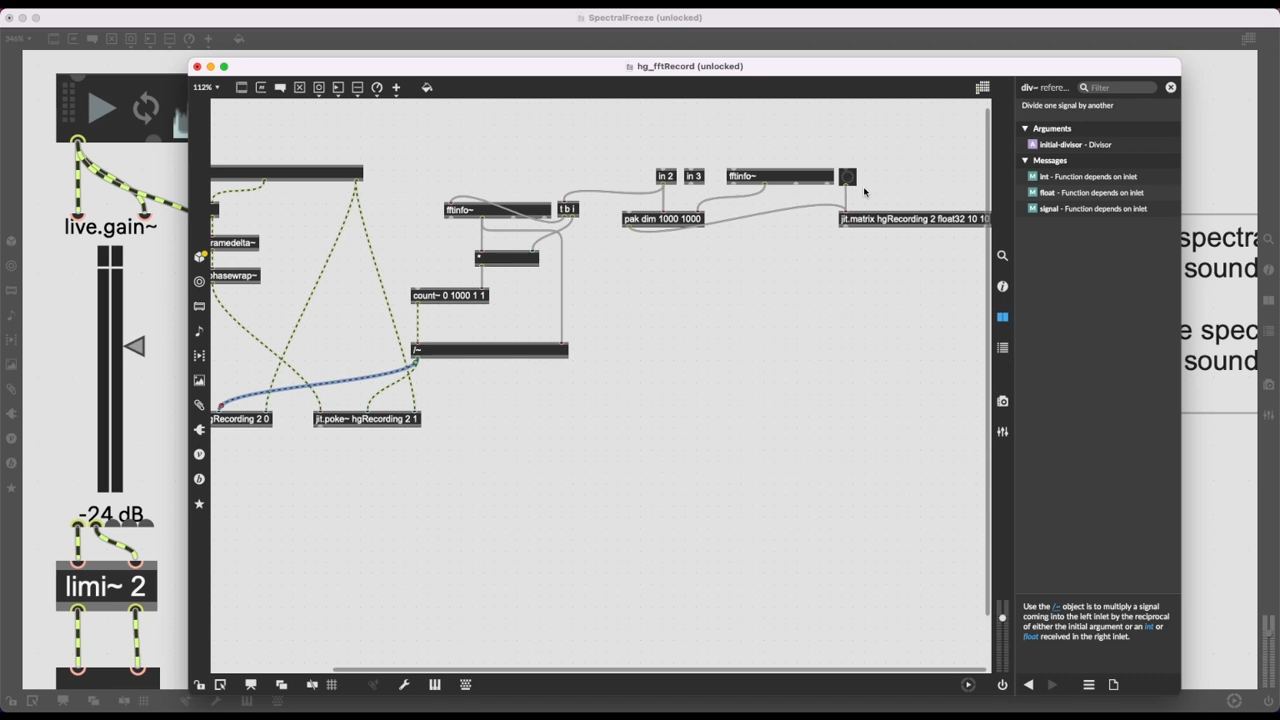 SpectralFreeze (unlocked)
346%
hg_fftRecord (unlocked)
112%
live.gain~
-24 dB
limi~ 2
ramedelta~
phasewrap~
fftinfo~
t b i
*
count~ 0 1000 1 1
/~
gRecording 2 0
jit.poke~ hgRecording 2 1
in 2
in 3
fftinfo~
pak dim 1000 1000
jit.matrix hgRecording 2 float32 10 10
div~ refere...
Filter
Divide one signal by another
Arguments
initial-divisor - Divisor
Messages
int - Function depends on inlet
float - Function depends on inlet
signal - Function depends on inlet
Use the /~ object is to multiply a signal
coming into the left inlet by the reciprocal
of either the initial argument or an int or
float received in the right inlet.
spectra
sound
e spec
sound